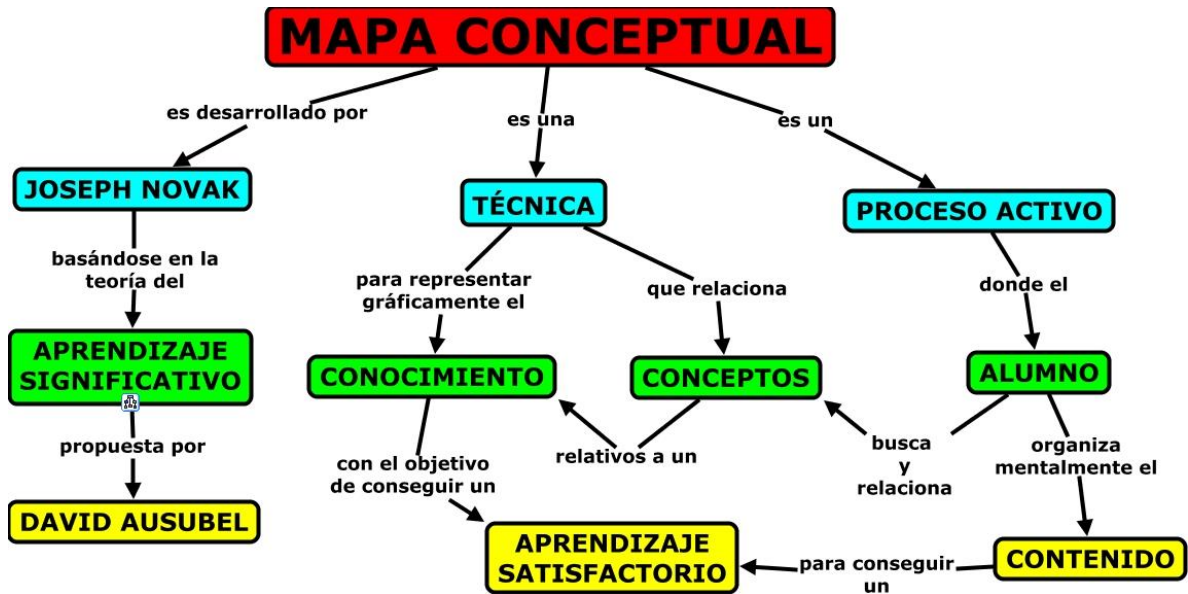 MAPA CONCEPTUAL
es desarrollado por
es una
es un
JOSEPH NOVAK
TÉCNICA
PROCESO ACTIVO
basándose en la
teoría del
para representar
gráficamente el
que relaciona
donde el
APRENDIZAJE
SIGNIFICATIVO
CONOCIMIENTO
CONCEPTOS
ALUMNO
propuesta por
con el objetivo
de conseguir un
relativos a un
busca
y
relaciona
organiza
mentalmente el
DAVID AUSUBEL
APRENDIZAJE
SATISFACTORIO
para conseguir
un
CONTENIDO